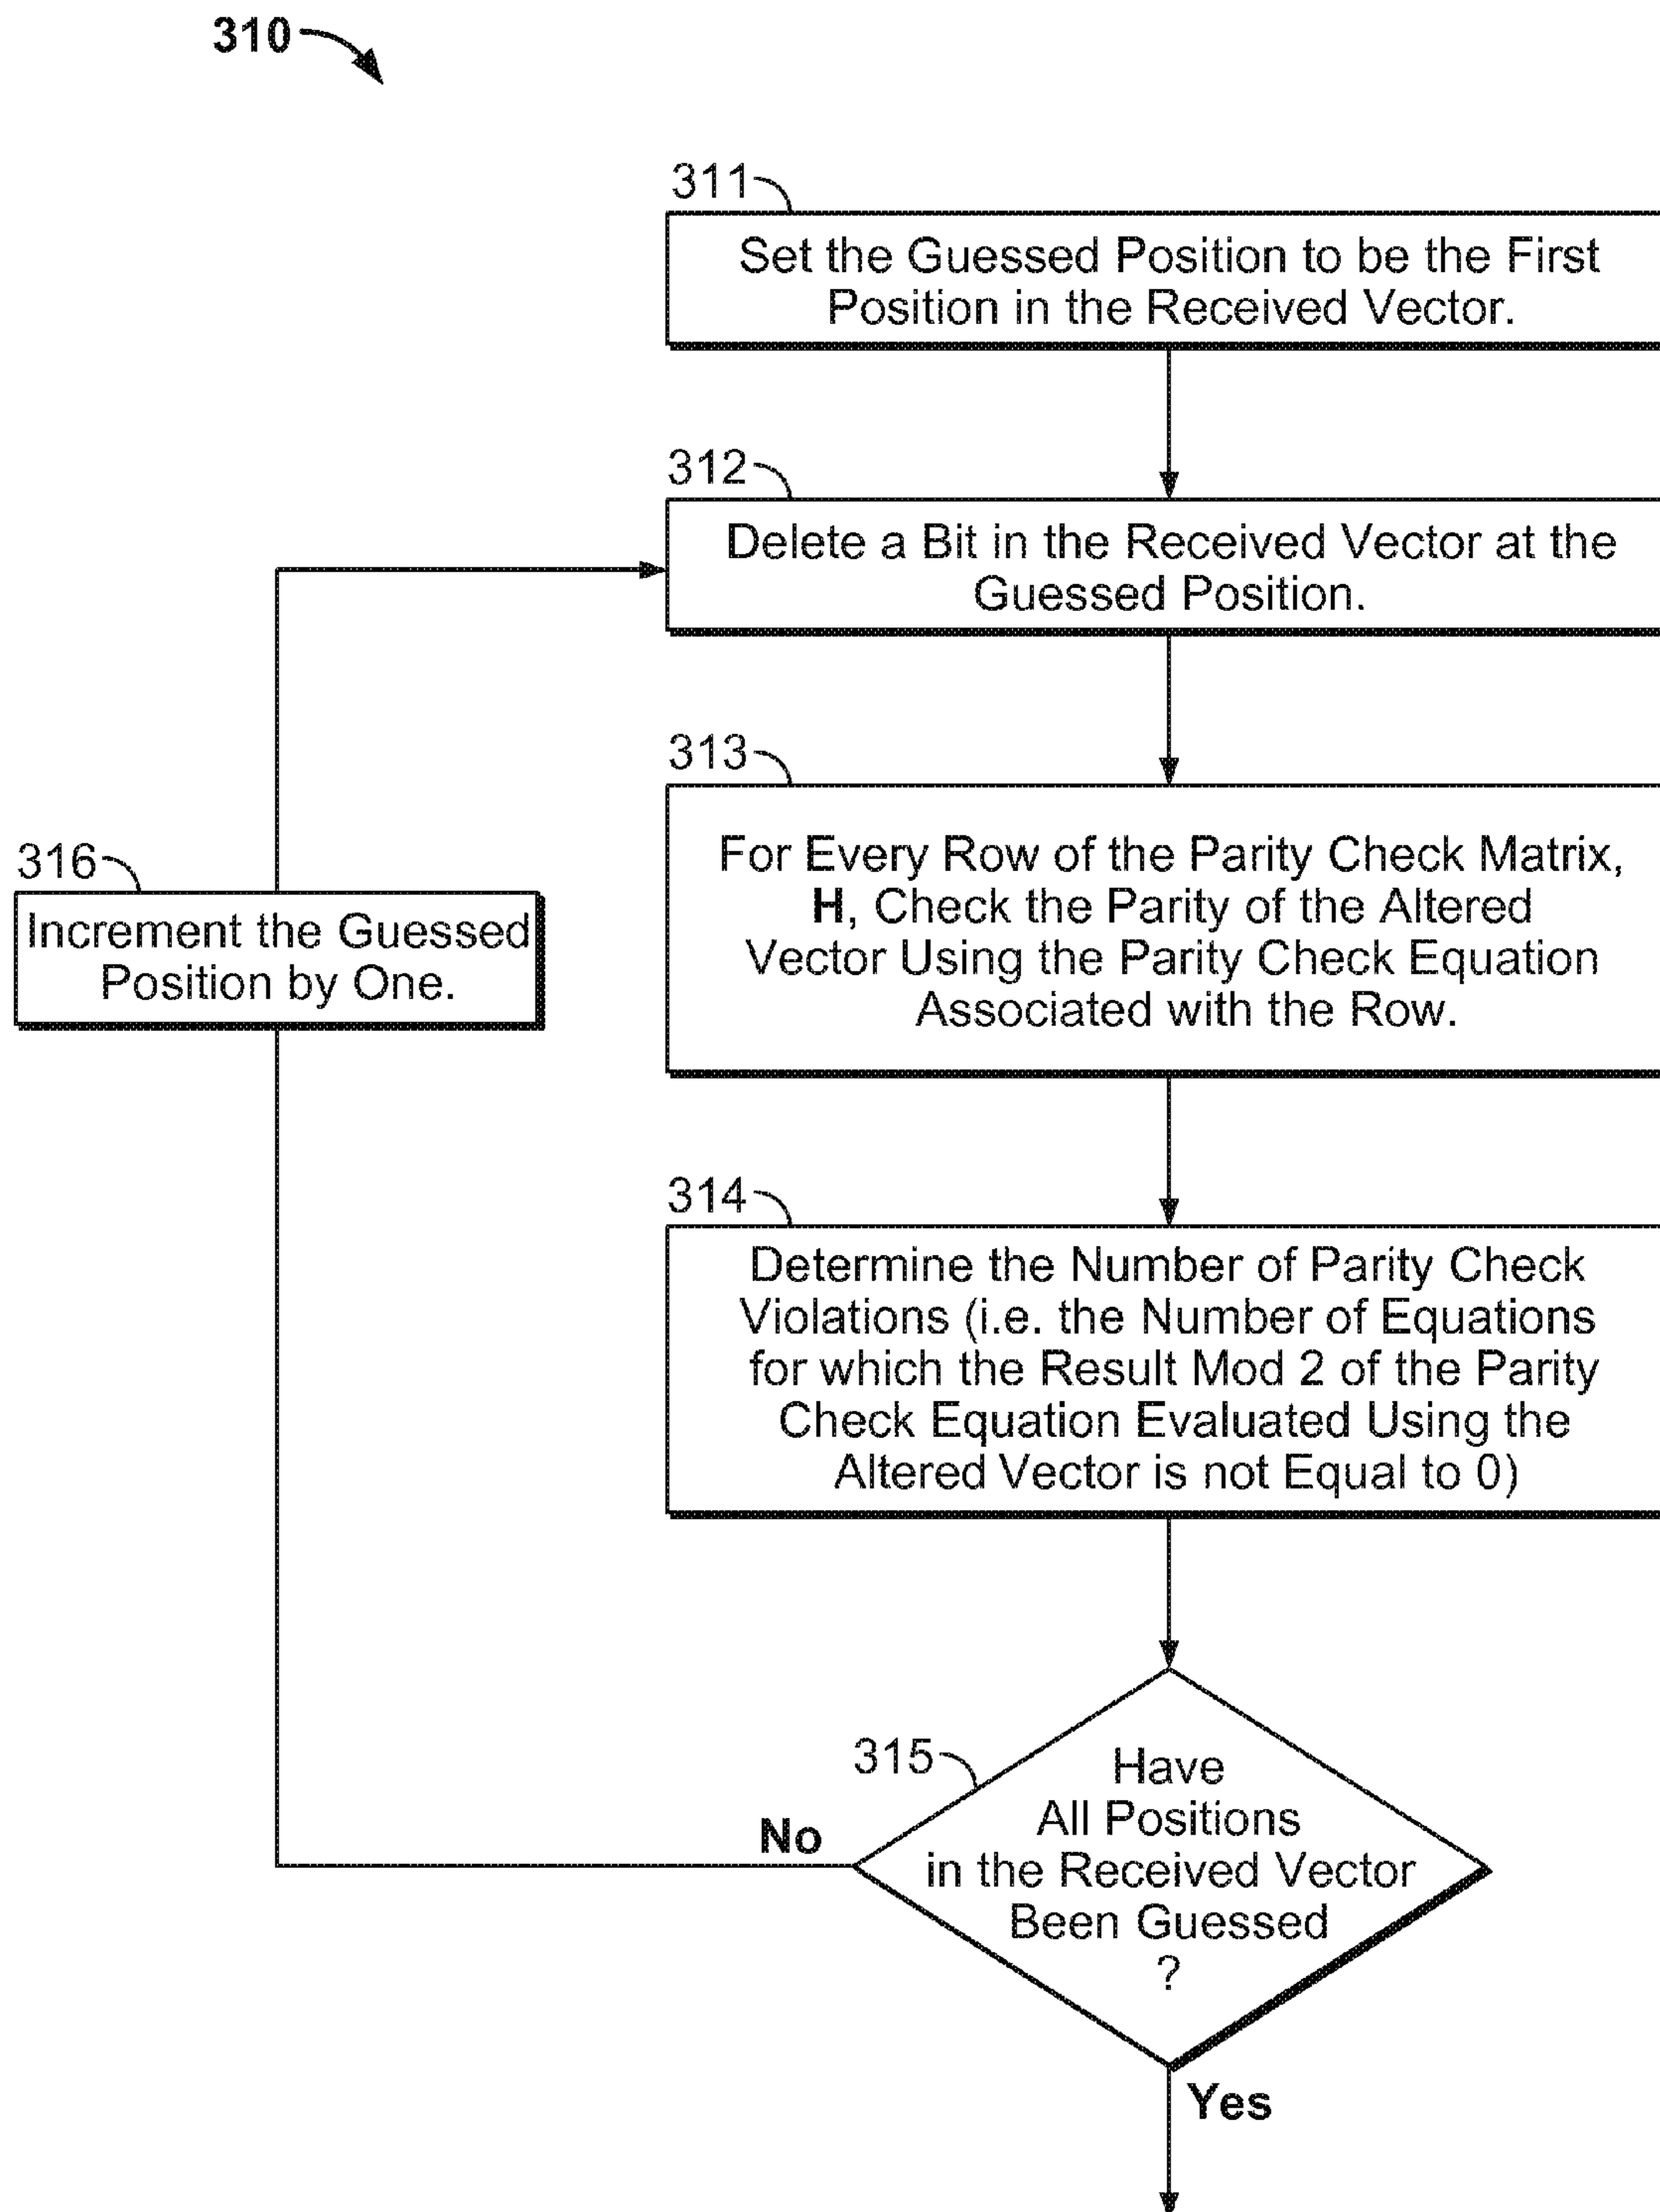 310
311
Set the Guessed Position to be the First
Position in the Received Vector.
312
Delete a Bit in the Received Vector at the
Guessed Position.
313
For Every Row of the Parity Check Matrix,
H, Check the Parity of the Altered
Vector Using the Parity Check Equation
Associated with the Row.
316
Increment the Guessed
Position by One.
314
Determine the Number of Parity Check
Violations (i.e. the Number of Equations
for which the Result Mod 2 of the Parity
Check Equation Evaluated Using the
Altered Vector is not Equal to 0)
315
Have
All Positions
in the Received Vector
Been Guessed
?
No
Yes